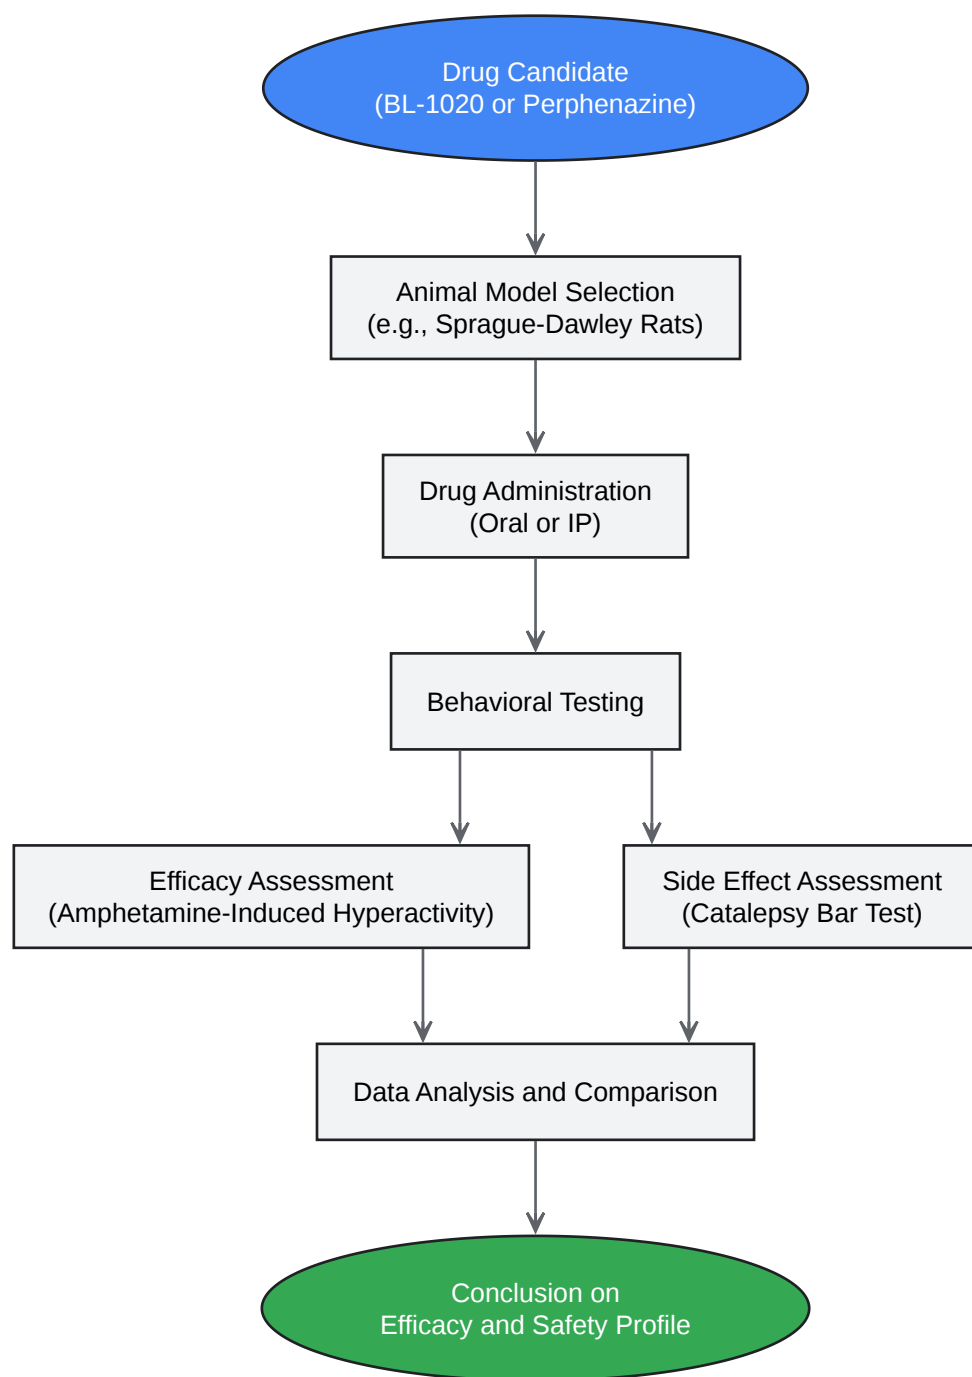 Drug Candidate
(BL-1020 or Perphenazine)
Animal Model Selection
(e.g., Sprague-Dawley Rats)
Drug Administration
(Oral or IP)
Behavioral Testing
Efficacy Assessment
(Amphetamine-Induced Hyperactivity)
Side Effect Assessment
(Catalepsy Bar Test)
Data Analysis and Comparison
Conclusion on
Efficacy and Safety Profile